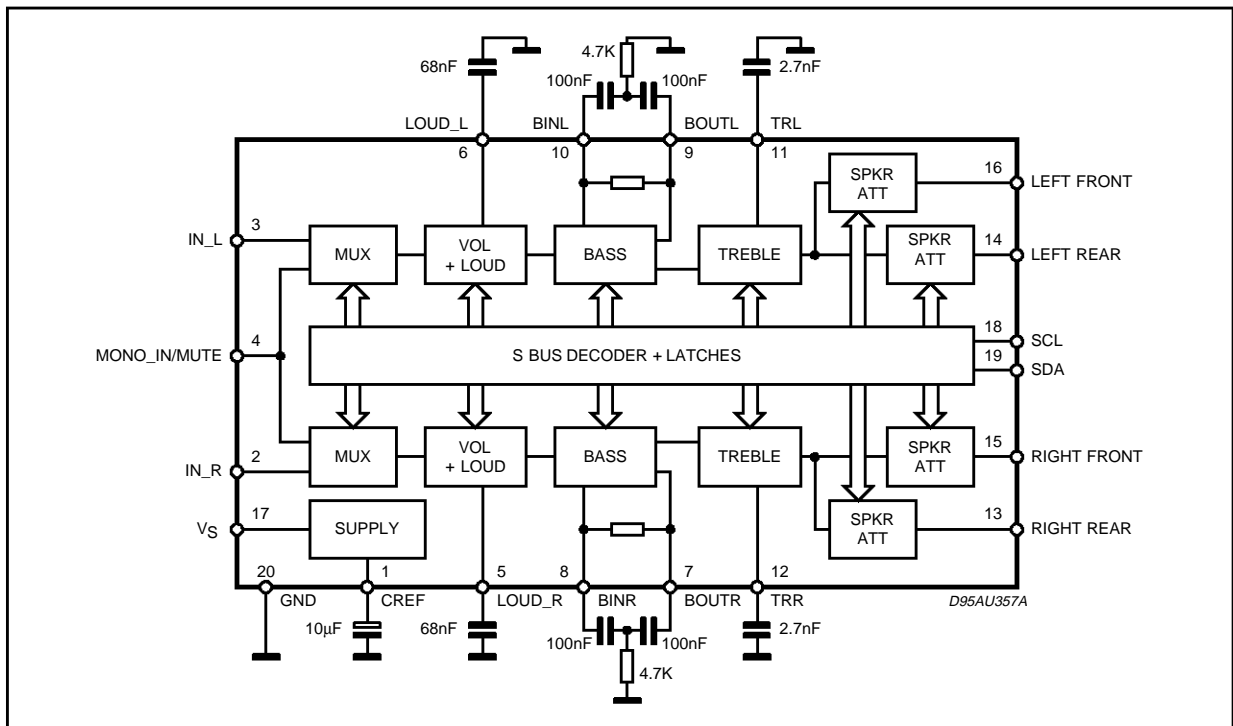 4.7K
68nF
100nF
100nF
2.7nF
LOUD_L
BINL
BOUTL
TRL
6
10
9
11
SPKR
ATT
16
LEFT FRONT
IN_L
3
MUX
VOL
+ LOUD
BASS
TREBLE
SPKR
ATT
14
LEFT REAR
MONO_IN/MUTE
4
S BUS DECODER + LATCHES
18
SCL
19
SDA
MUX
VOL
+ LOUD
BASS
TREBLE
SPKR
ATT
15
RIGHT FRONT
IN_R
2
VS
17
SUPPLY
SPKR
ATT
13
RIGHT REAR
20
GND
1
CREF
5
LOUD_R
8
BINR
7
BOUTR
12
TRR
D95AU357A
10µF
68nF
100nF
100nF
2.7nF
4.7K